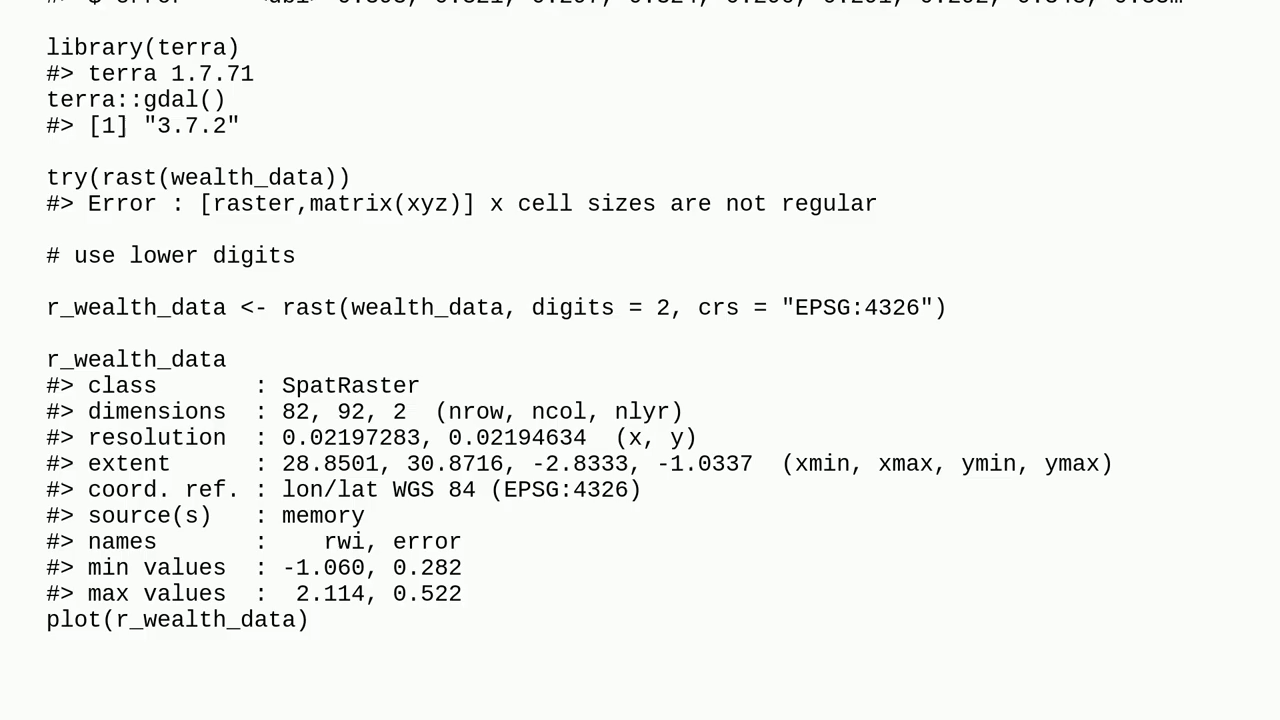 library(terra)
#> terra 1.7.71
terra::gdal()
#> [1] "3.7.2"
try(rast(wealth_data))
#> Error : [raster,matrix(xyz)] x cell sizes are not regular
# use lower digits
r_wealth_data <- rast(wealth_data, digits = 2, crs = "EPSG:4326")
r_wealth_data
#> class       : SpatRaster
#> dimensions  : 82, 92, 2  (nrow, ncol, nlyr)
#> resolution  : 0.02197283, 0.02194634  (x, y)
#> extent      : 28.8501, 30.8716, -2.8333, -1.0337  (xmin, xmax, ymin, ymax)
#> coord. ref. : lon/lat WGS 84 (EPSG:4326)
#> source(s)   : memory
#> names       :    rwi, error
#> min values  : -1.060, 0.282
#> max values  :  2.114, 0.522
plot(r_wealth_data)